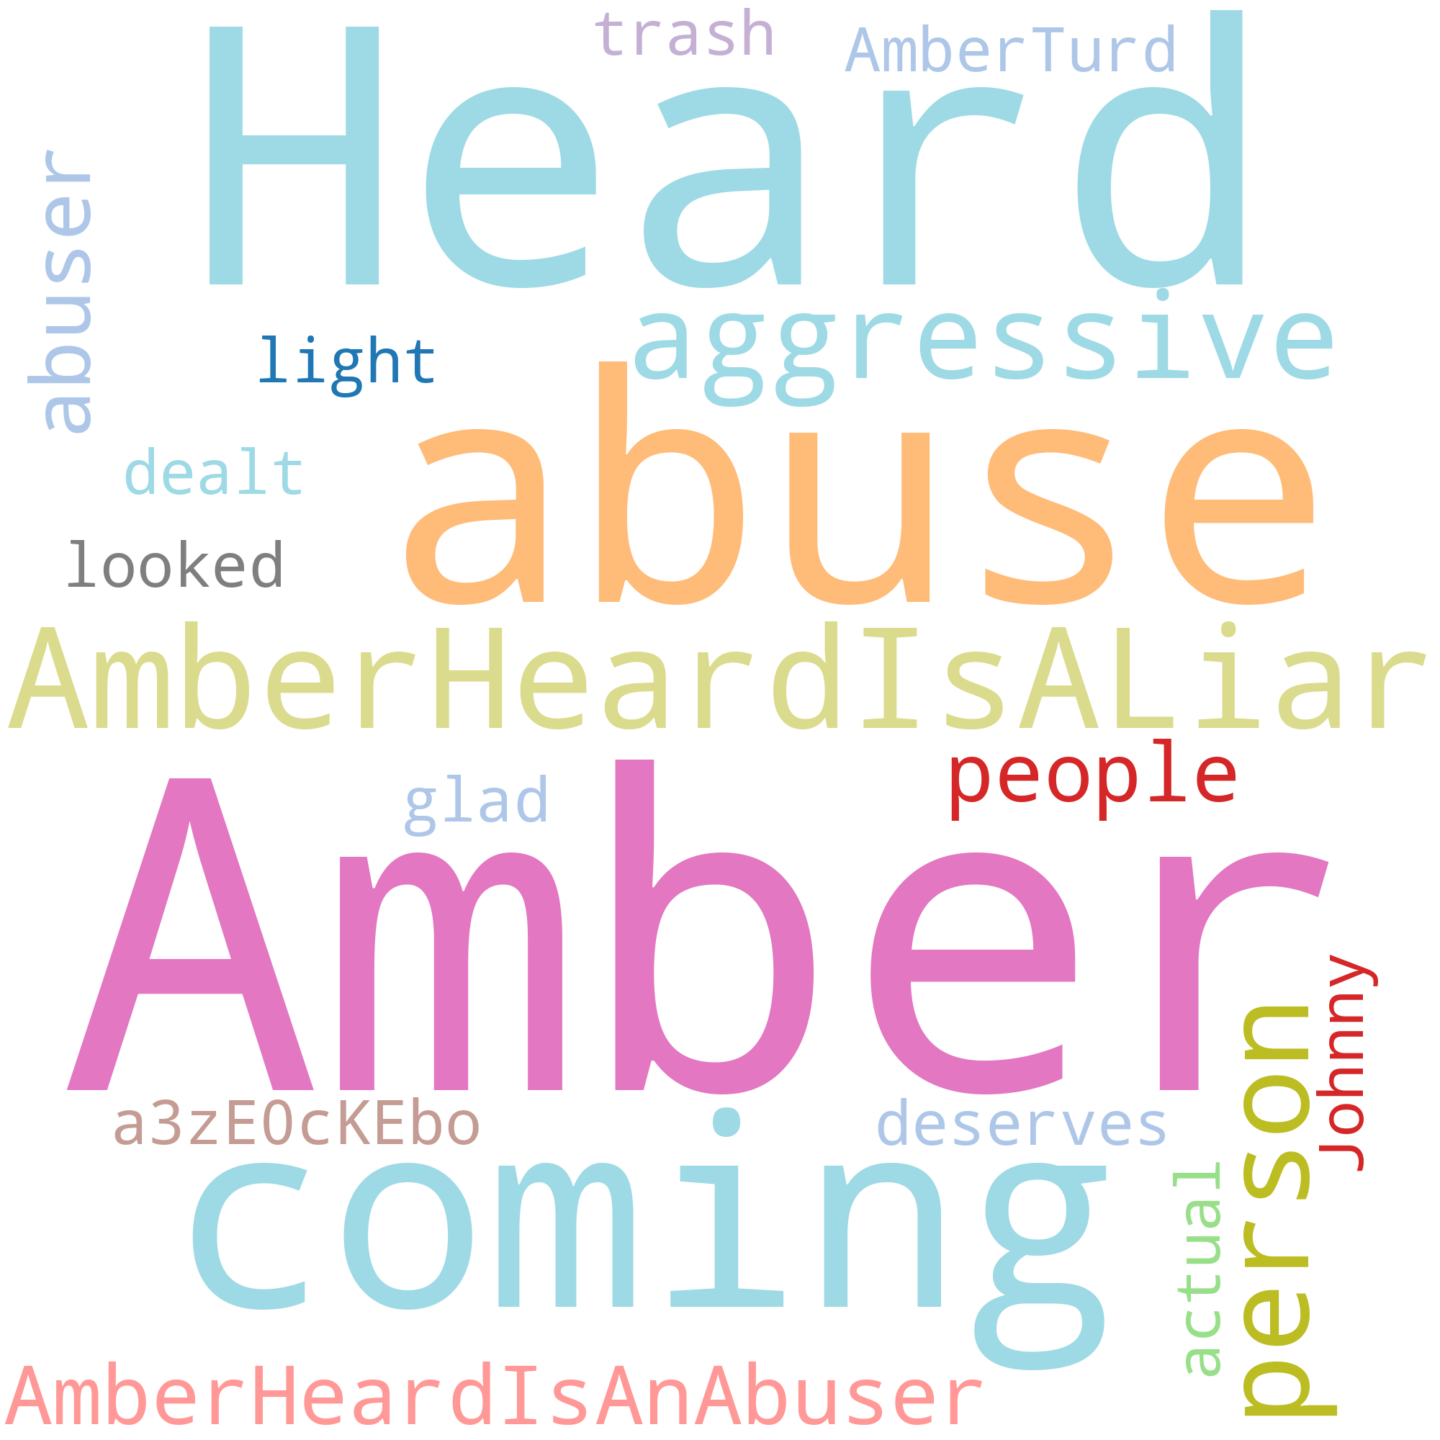 trash
AmberTurd
Heard
abuser
aggressive
light
abuse
dealt
looked
AmberHeardIsALiar
people
glad
Amber
Johnny
person
a3zE0cKEbo
deserves
coming
actual
AmberHeardIsAnAbuser